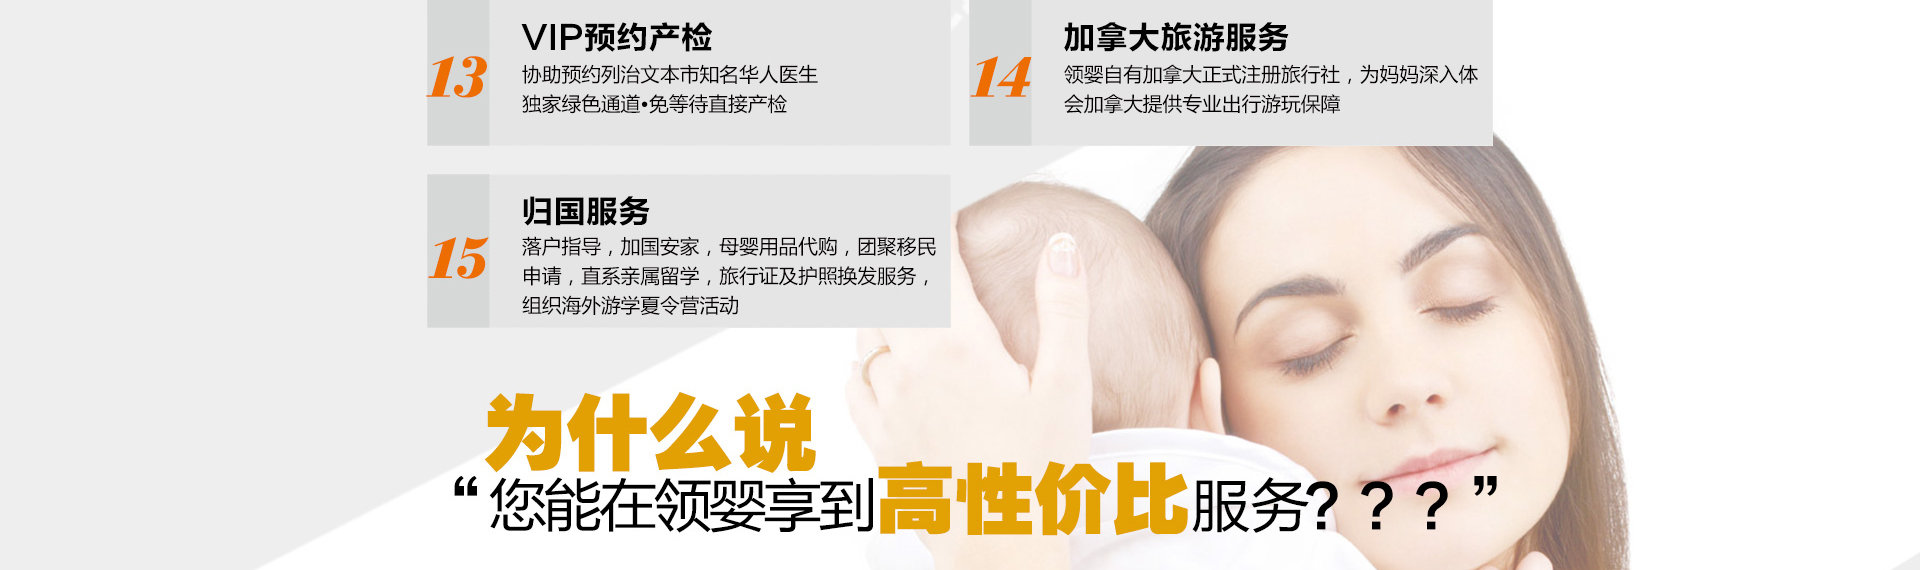 13
VIP预约产检
协助预约列治文本市知名华人医生
独家绿色通道•免等待直接产检
14
加拿大旅游服务
领婴自有加拿大正式注册旅行社，为妈妈深入体
会加拿大提供专业出行游玩保障
15
归国服务
落户指导，加国安家，母婴用品代购，团聚移民
申请，直系亲属留学，旅行证及护照换发服务，
组织海外游学夏令营活动
为什么说
“您能在领婴享到高性价比服务？？？”